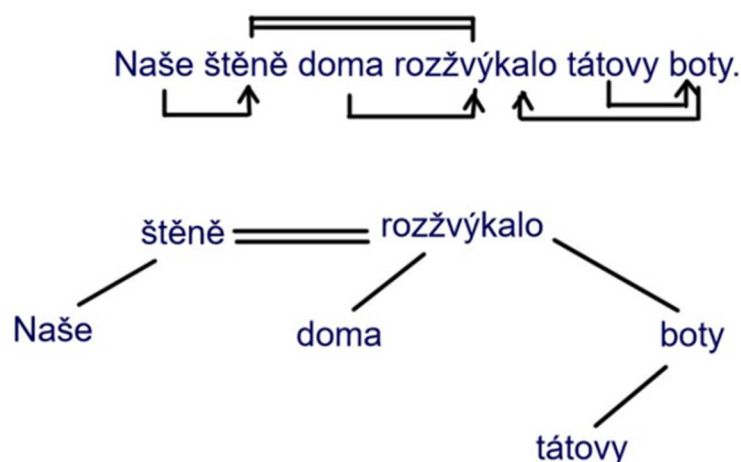 Naše štěně doma rozžvýkalo tátovy boty.
štěně rozžvýkalo
Naše doma boty
tátovy